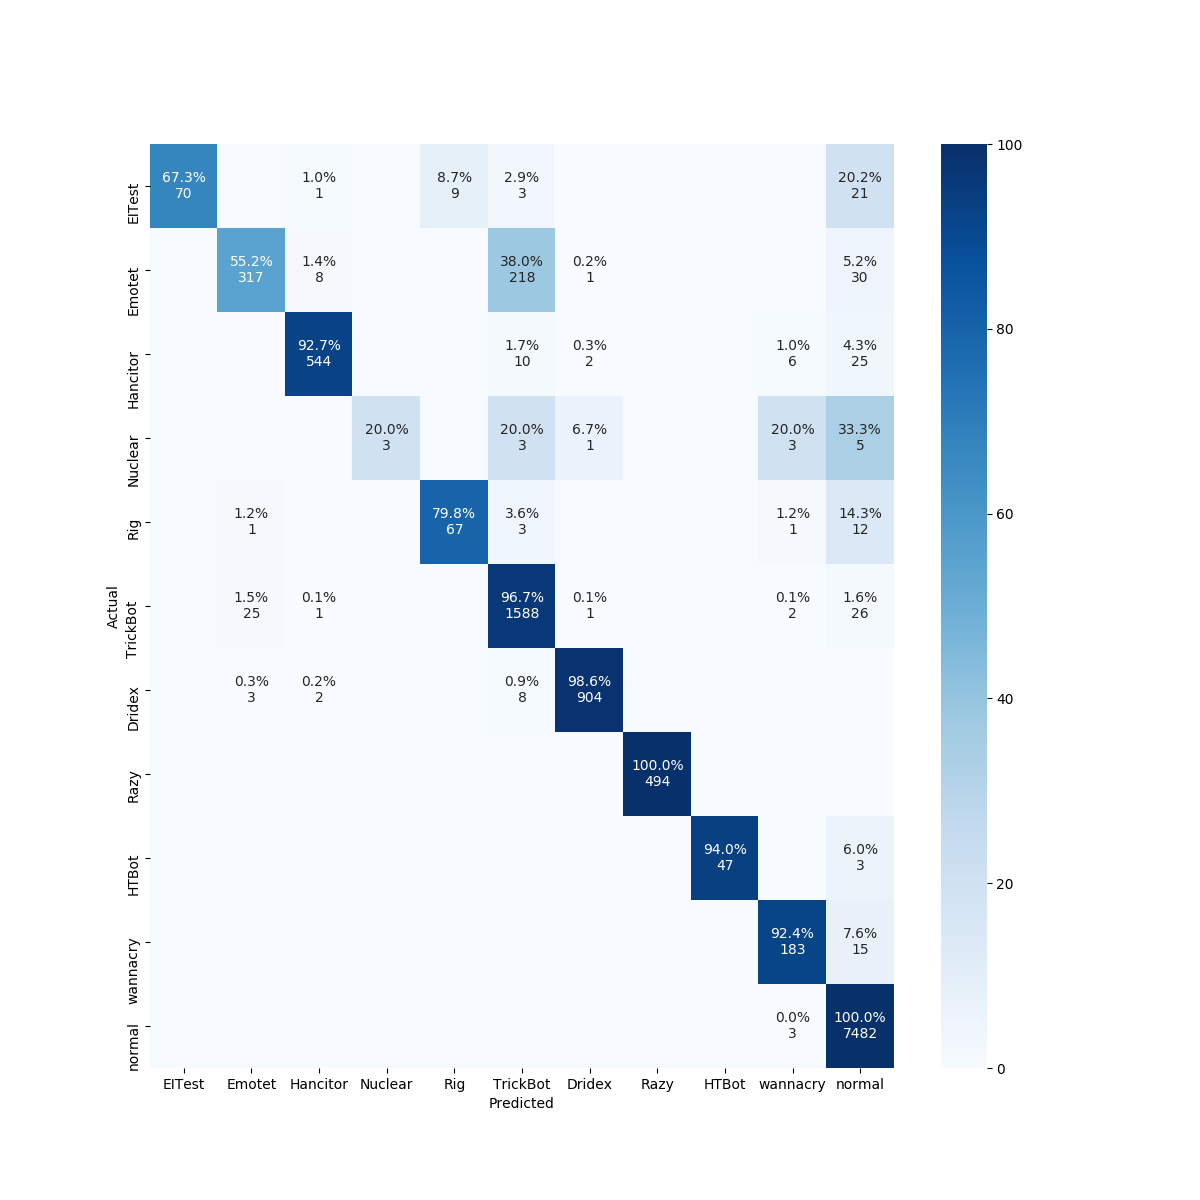 67.3% 1.0% 8.7% 2.9% 20.2% 100
70 1 9 3 21
EITest
55.2% 1.4% 38.0% 0.2% 5.2%
317 8 218 1 30
Emotet
80
92.7% 1.7% 0.3% 1.0% 4.3%
544 10 2 6 25
Hancitor
20.0% 20.0% 6.7% 20.0% 33.3%
3 3 1 3 5
Nuclear
60
1.2% 79.8% 3.6% 1.2% 14.3%
1 67 3 1 12
Rig
Actual
1.5% 0.1% 96.7% 0.1% 0.1% 1.6%
25 1 1588 1 2 26
TrickBot
0.3% 0.2% 0.9% 98.6%
3 2 8 904
Dridex
40
100.0%
494
Razy
94.0% 6.0%
47 3
HTBot
20
92.4% 7.6%
183 15
wannacry
0.0% 100.0%
3 7482
normal
0
EITest Emotet Hancitor Nuclear Rig TrickBot Dridex Razy HTBot wannacry normal
Predicted